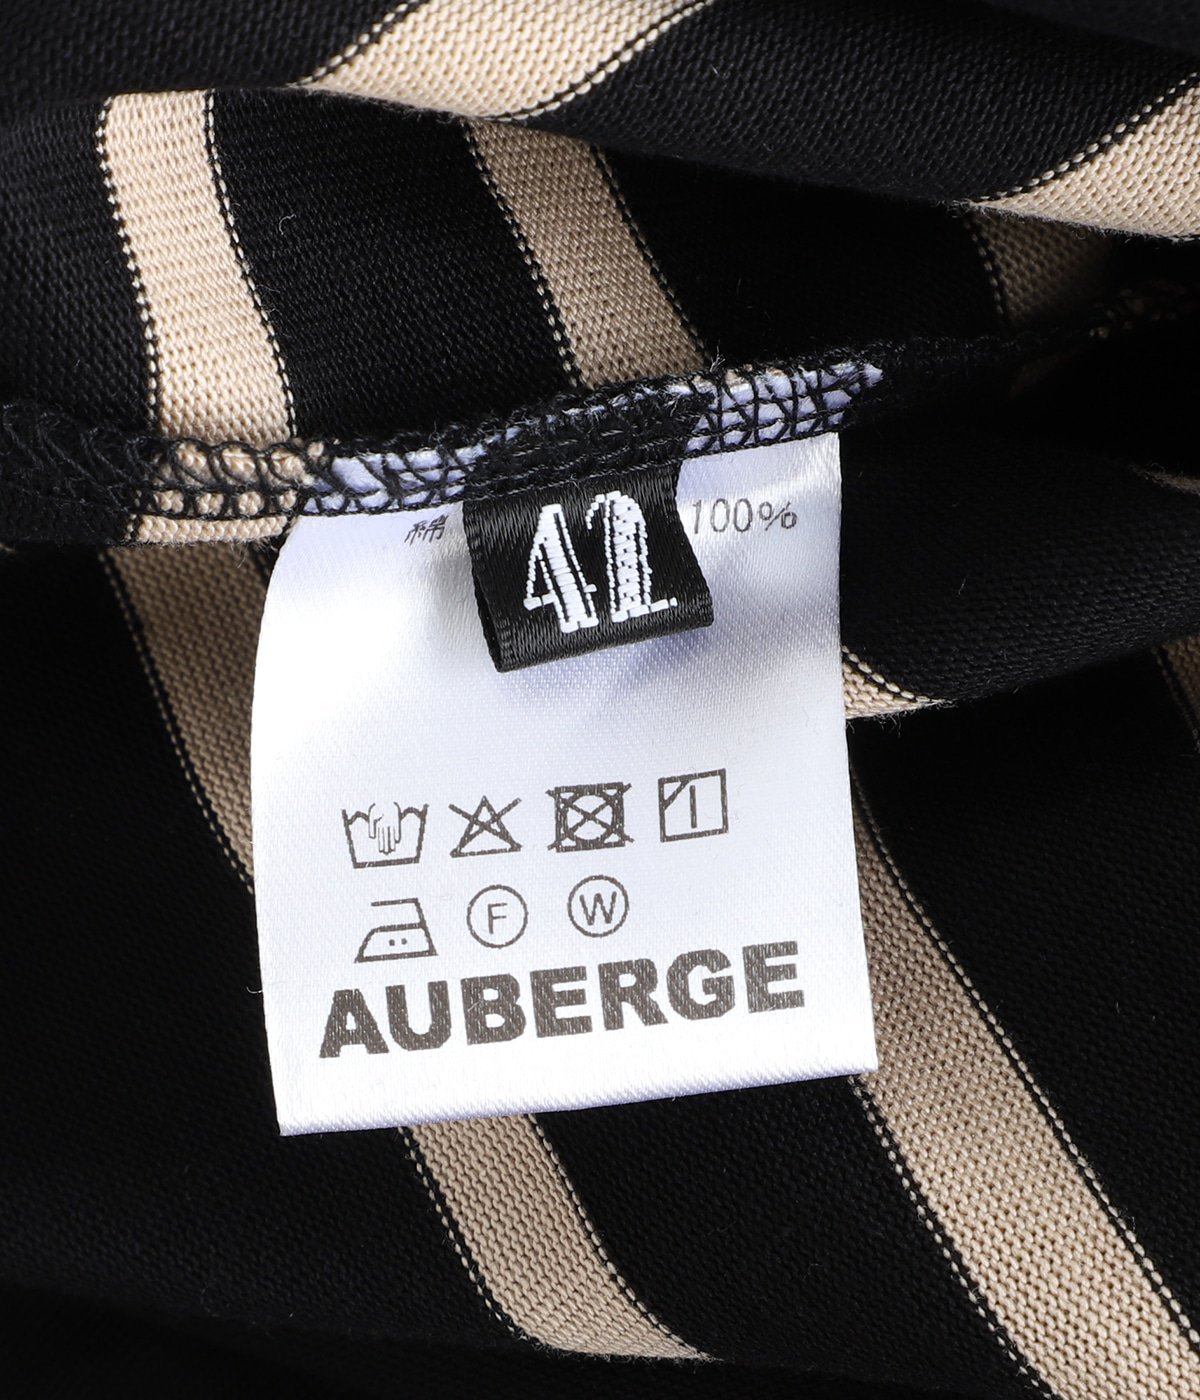 綿 100%
42
F W
AUBERGE